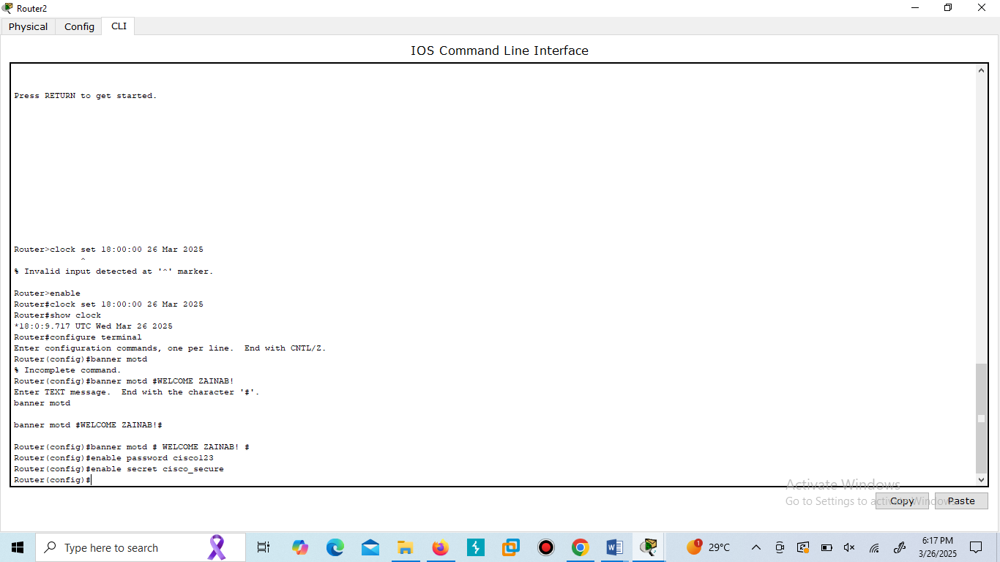 Router2
Physical Config CLI
IOS Command Line Interface
Press RETURN to get started.
Router>clock set 18:00:00 26 Mar 2025
^
% Invalid input detected at '^' marker.
Router>enable
Router#clock set 18:00:00 26 Mar 2025
Router#show clock
*18:0:9.717 UTC Wed Mar 26 2025
Router#configure terminal
Enter configuration commands, one per line.  End with CNTL/Z.
Router(config)#banner motd
% Incomplete command.
Router(config)#banner motd #WELCOME ZAINAB!
Enter TEXT message.  End with the character '#'.
banner motd
banner motd #WELCOME ZAINAB!#
Router(config)#banner motd # WELCOME ZAINAB! #
Router(config)#enable password cisco123
Router(config)#enable secret cisco_secure
Router(config)#
Activate Windows
Go to Settings to activate Windows.
Copy Paste
Type here to search
1
29°C
6:17 PM
3/26/2025